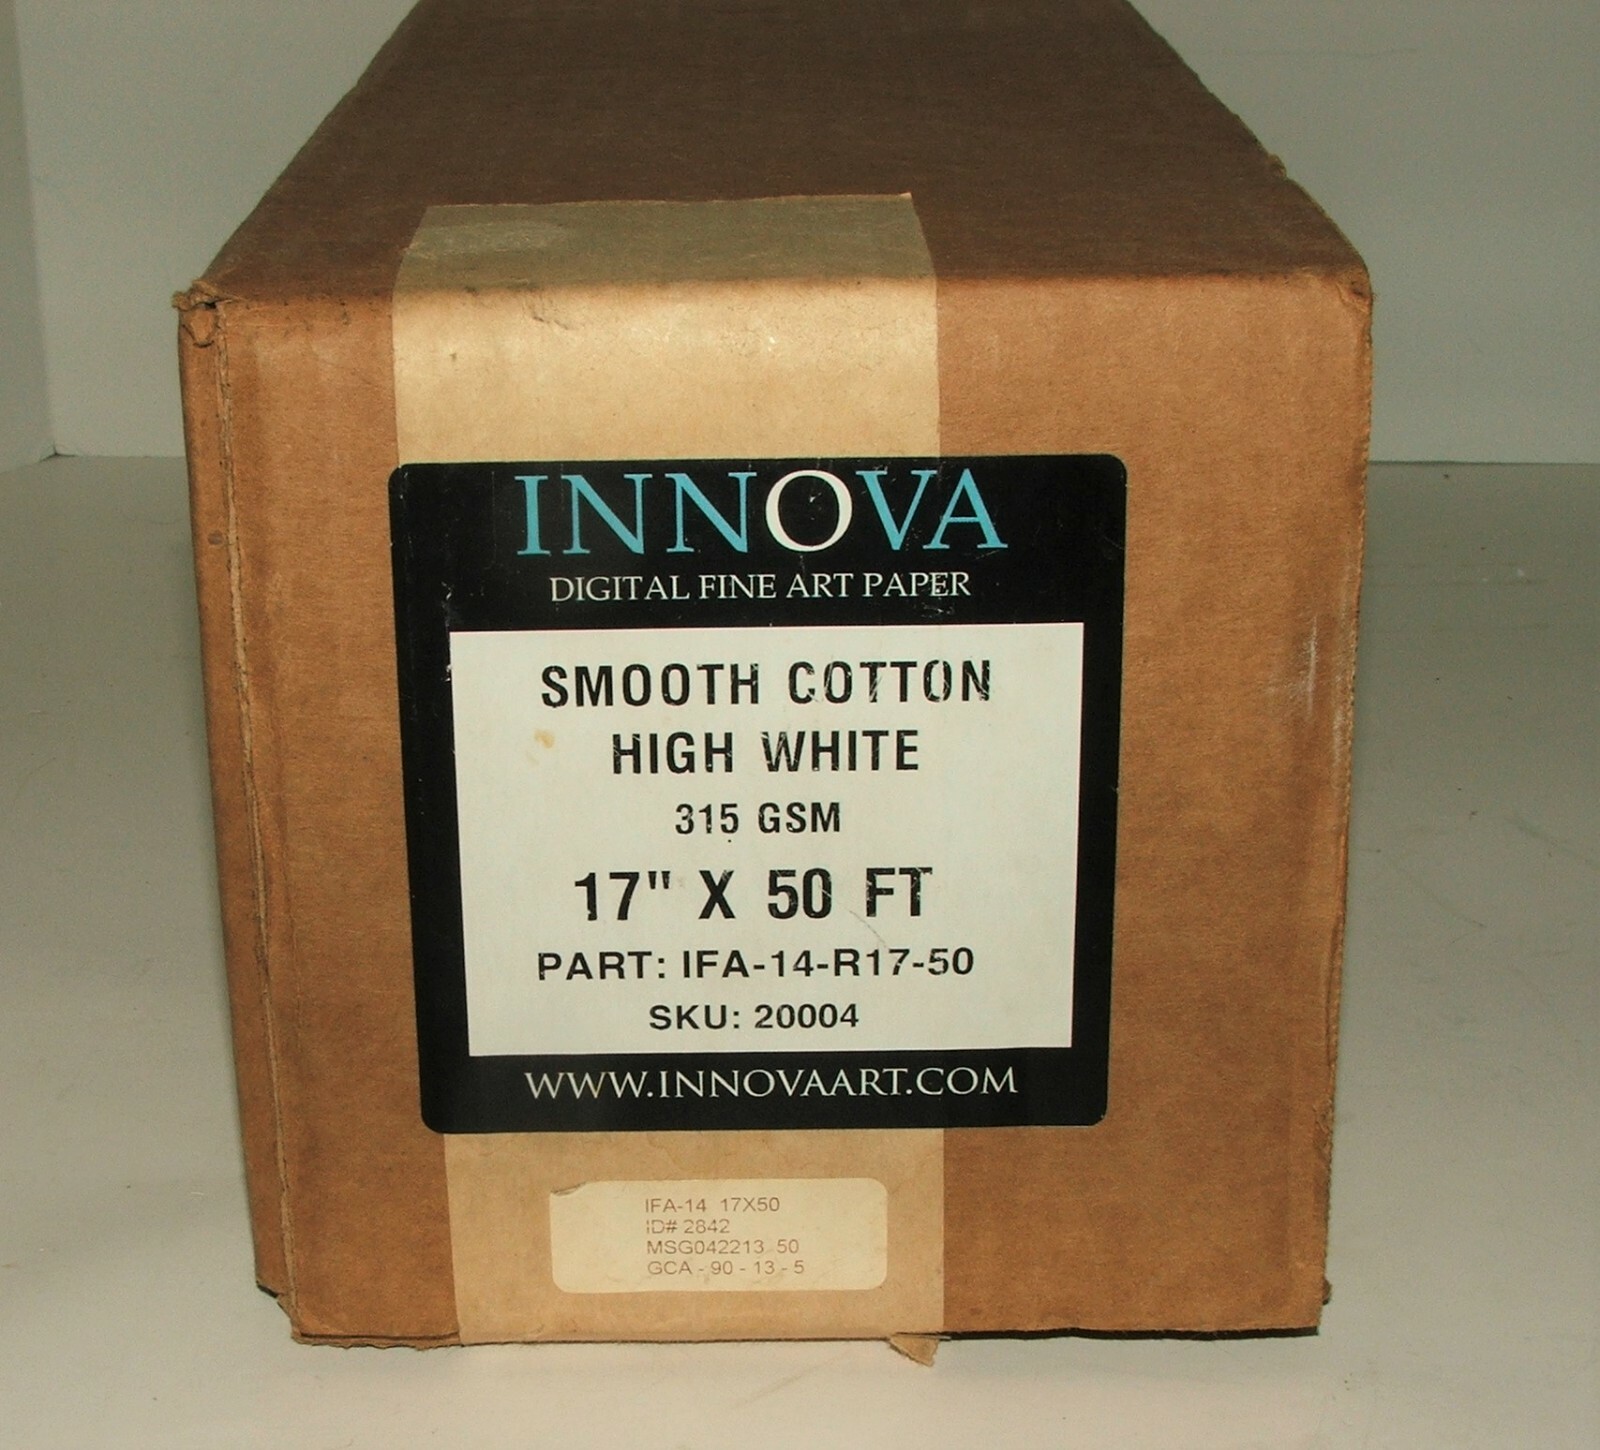 INNOVA
DIGITAL FINE ART PAPER
SMOOTH COTTON
HIGH WHITE
315 GSM
17" X 50 FT
PART: IFA-14-R17-50
SKU: 20004
WWW.INNOVAART.COM
IFA-14 17X50
ID# 2842
MSG042213 50
GCA - 90 - 13 - 5